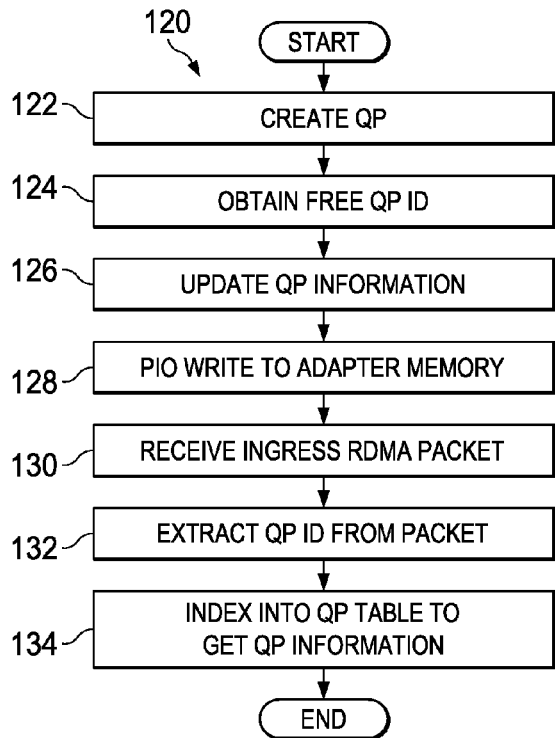 120
START
122
CREATE QP
124
OBTAIN FREE QP ID
126
UPDATE QP INFORMATION
128
PIO WRITE TO ADAPTER MEMORY
130
RECEIVE INGRESS RDMA PACKET
132
EXTRACT QP ID FROM PACKET
134
INDEX INTO QP TABLE TO
GET QP INFORMATION
END